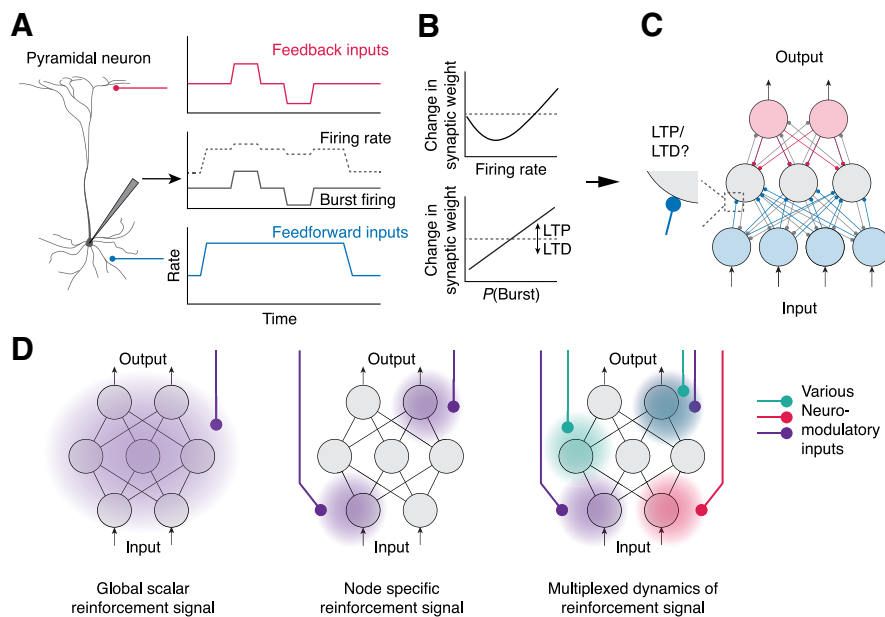 A
Pyramidal neuron
Feedback inputs
Firing rate
Burst firing
Feedforward inputs
Rate
Time
B
Change in
synaptic weight
Firing rate
Change in
synaptic weight
LTP
LTD
P(Burst)
C
Output
LTP/
LTD?
Input
D
Output
Input
Global scalar
reinforcement signal
Output
Input
Node specific
reinforcement signal
Output
Input
Multiplexed dynamics of
reinforcement signal
Various
Neuro-
modulatory
inputs